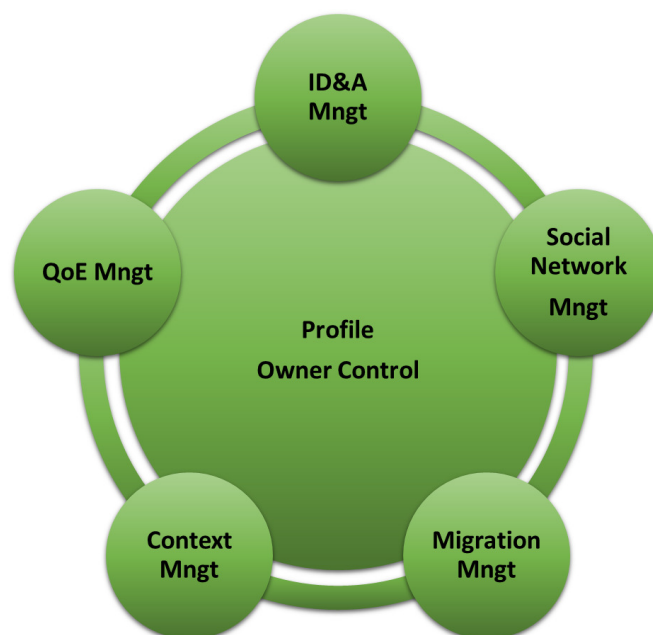 ID&A
Mngt
QoE Mngt
Social
Network
Mngt
Profile
Owner Control
Context
Mngt
Migration
Mngt